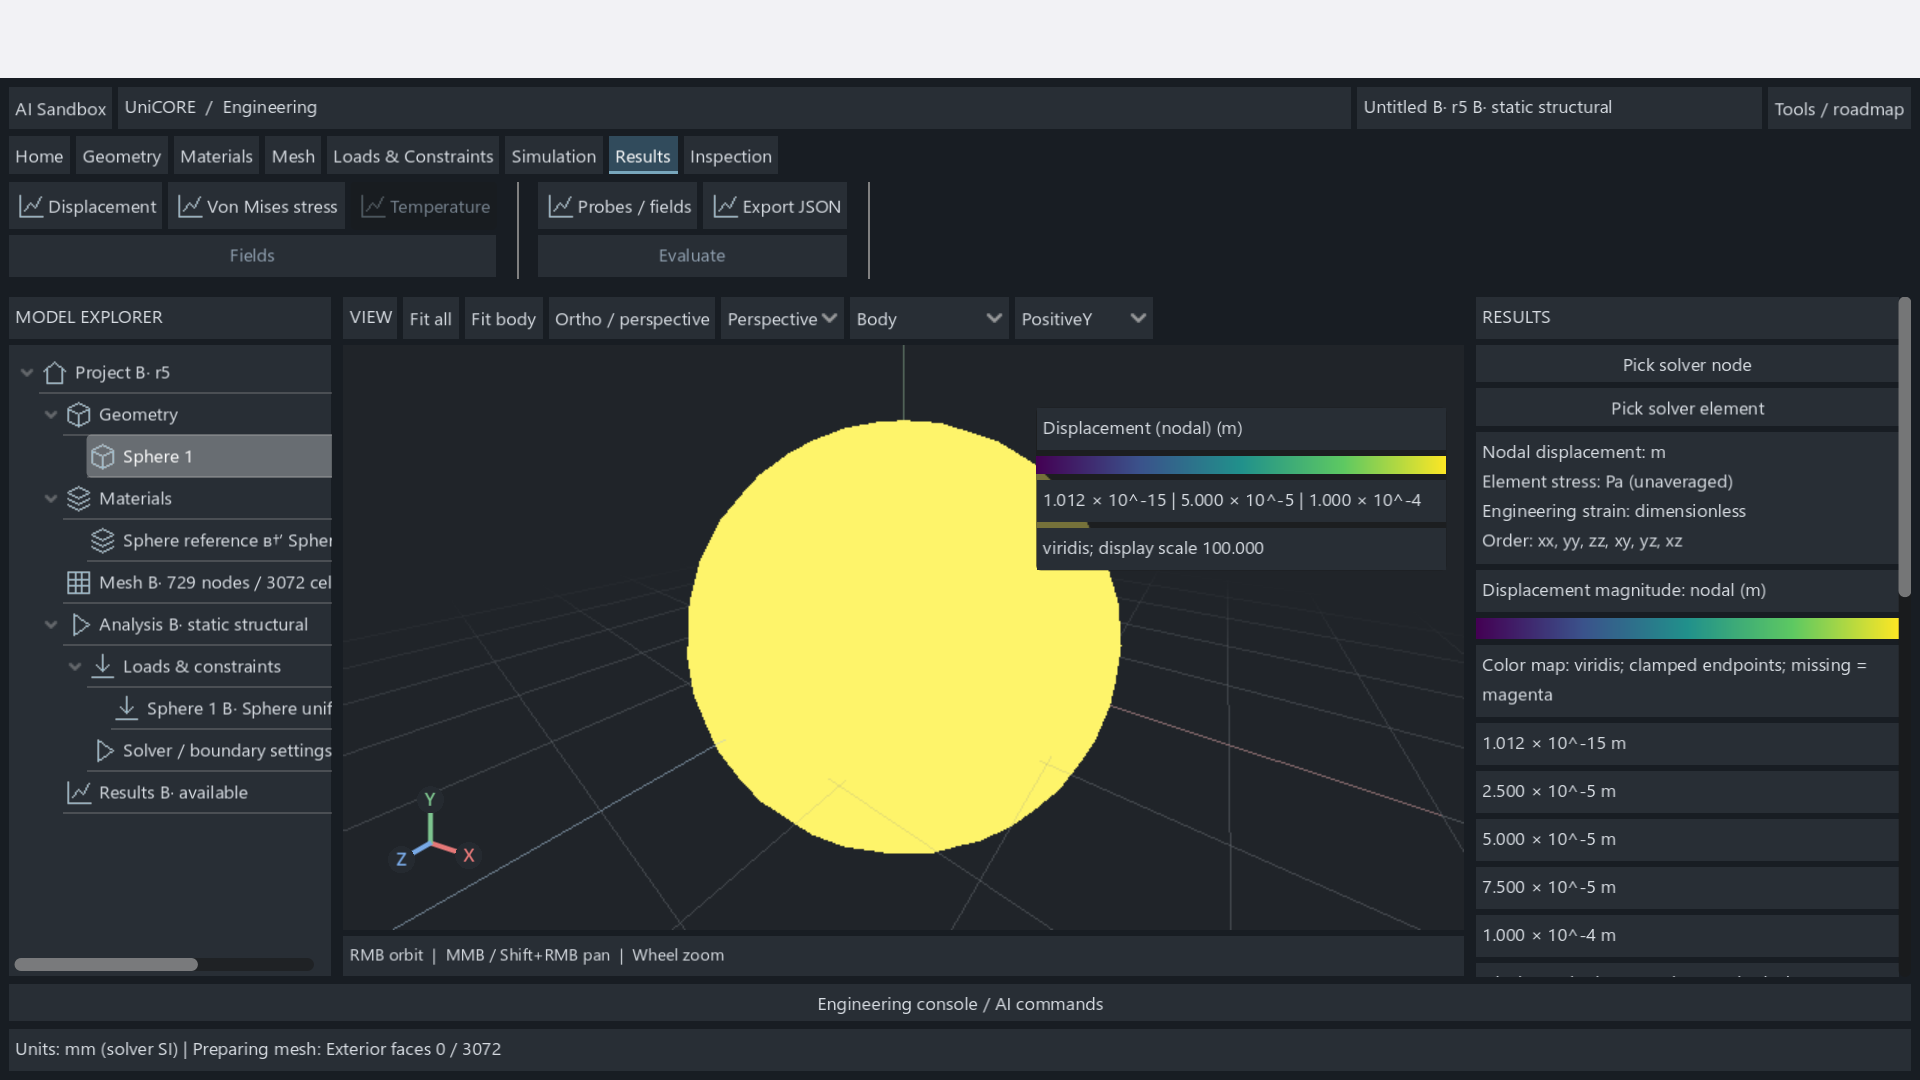 AI Sandbox
UniCORE / Engineering
Untitled B· r5 B· static structural
Tools / roadmap
Home
Geometry
Materials
Mesh
Loads & Constraints
Simulation
Results
Inspection
Displacement
Von Mises stress
Temperature
Probes / fields
Export JSON
Fields
Evaluate
MODEL EXPLORER
Project B· r5
Geometry
Sphere 1
Materials
Sphere reference в†’ Spher
Mesh B· 729 nodes / 3072 cel
Analysis B· static structural
Loads & constraints
Sphere 1 B· Sphere unif
Solver / boundary settings
Results B· available
VIEW
Fit all
Fit body
Ortho / perspective
Perspective
Body
PositiveY
Displacement (nodal) (m)
1.012 × 10^-15 | 5.000 × 10^-5 | 1.000 × 10^-4
viridis; display scale 100.000
Y
Z
X
RMB orbit | MMB / Shift+RMB pan | Wheel zoom
RESULTS
Pick solver node
Pick solver element
Nodal displacement: m
Element stress: Pa (unaveraged)
Engineering strain: dimensionless
Order: xx, yy, zz, xy, yz, xz
Displacement magnitude: nodal (m)
Color map: viridis; clamped endpoints; missing =
magenta
1.012 × 10^-15 m
2.500 × 10^-5 m
5.000 × 10^-5 m
7.500 × 10^-5 m
1.000 × 10^-4 m
Engineering console / AI commands
Units: mm (solver SI) | Preparing mesh: Exterior faces 0 / 3072